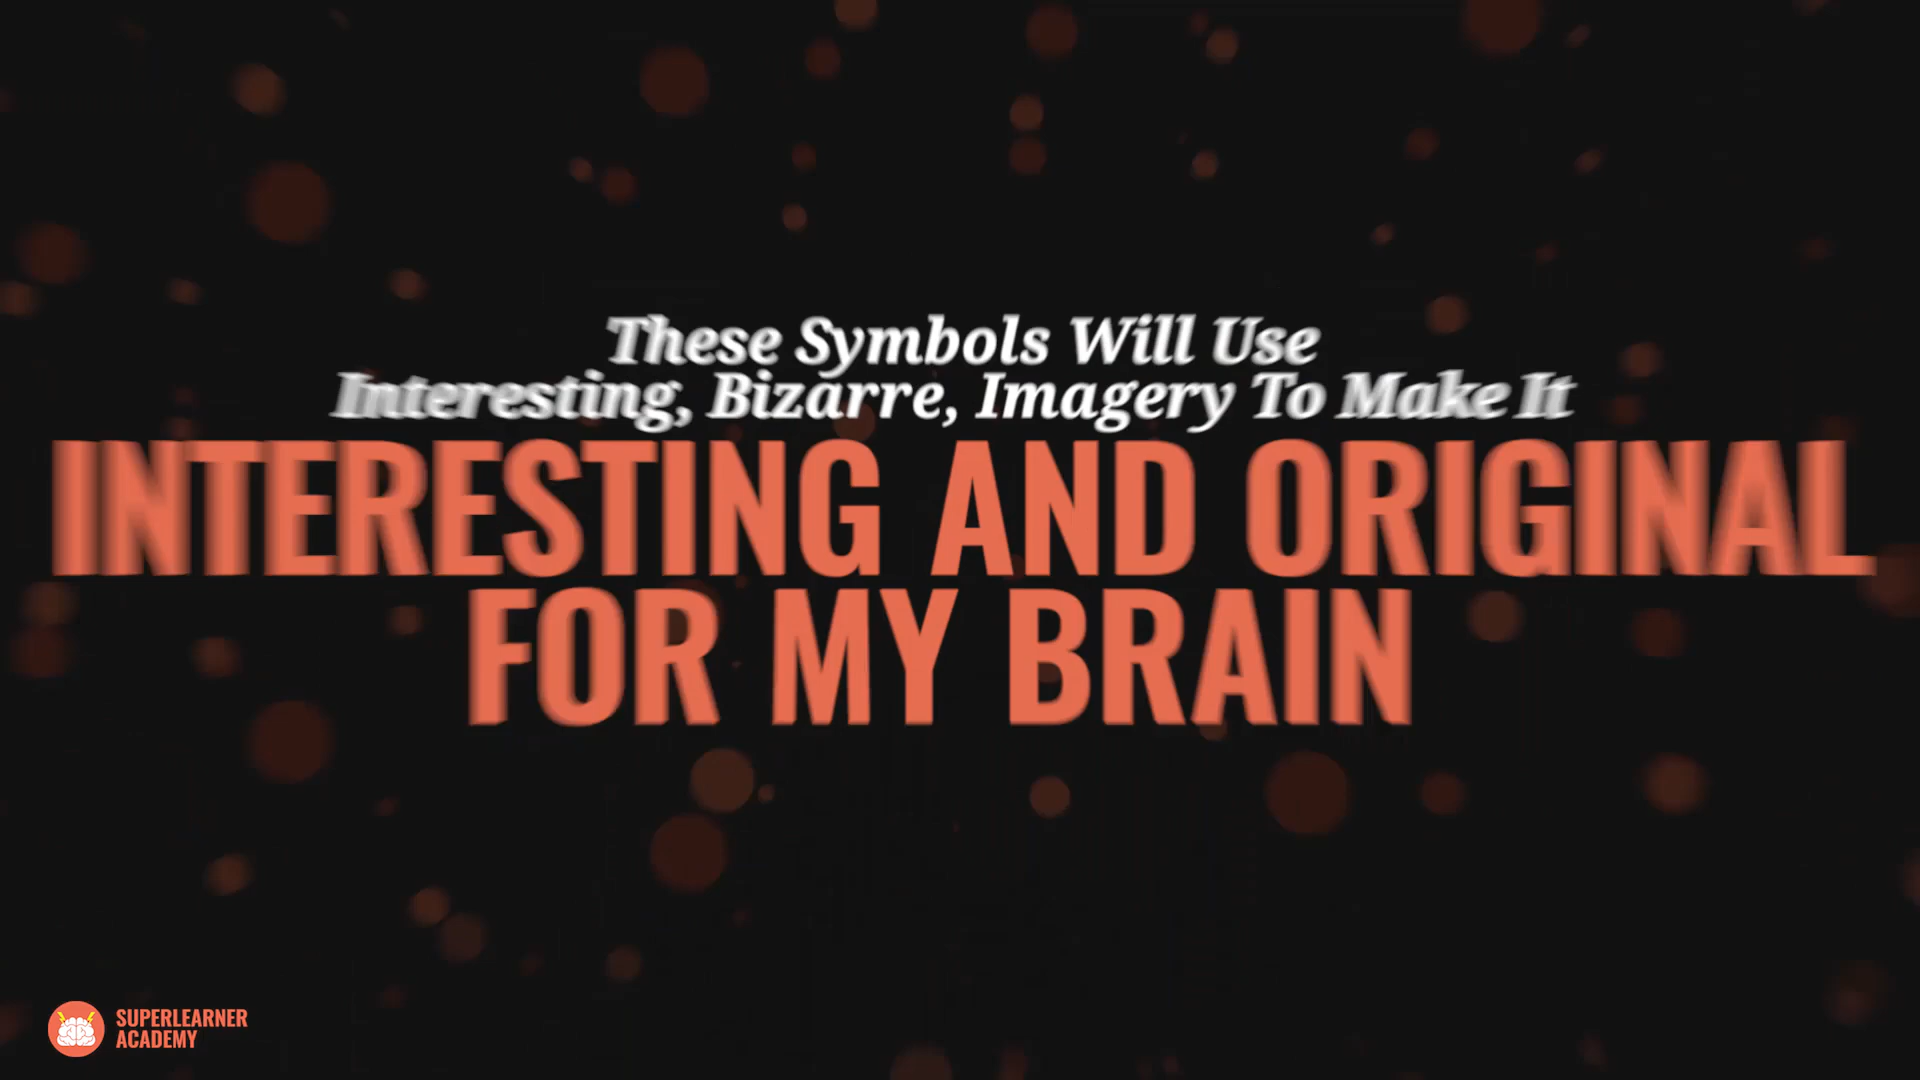 These Symbols Will Use
Interesting, Bizarre, Imagery To Make It
INTERESTING AND ORIGINAL
FOR MY BRAIN
SUPERLEARNER
ACADEMY